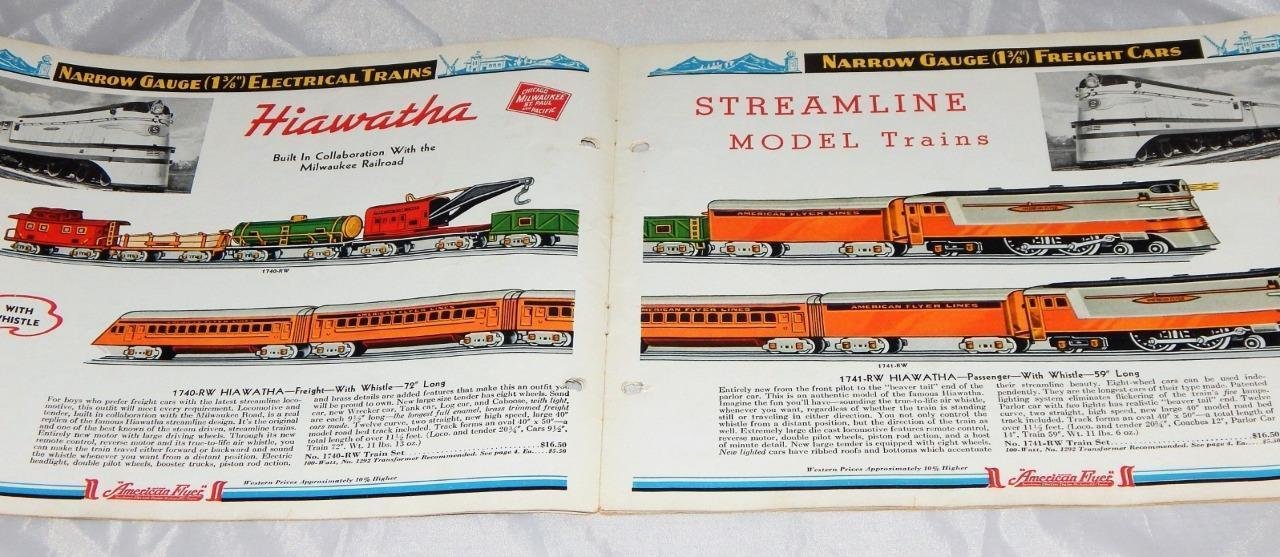 NARROW GAUGE (1⅜") ELECTRICAL TRAINS
Hiawatha
CHICAGO
MILWAUKEE
ST. PAUL
AND
PACIFIC
Built In Collaboration With the
Milwaukee Railroad
1740-RW
WITH
WHISTLE
AMERICAN FLYER LINES
1740-RW HIAWATHA—Freight—With Whistle—72" Long
For boys who prefer freight cars with the latest streamline loco-
motive, this outfit will meet every requirement. Locomotive and
tender, built in collaboration with the Milwaukee Road, is a real
replica of the famous Hiawatha streamline design. It's the original
and one of the best known of the steam driven, streamline trains.
Entirely new motor with large driving wheels. Through its new
remote control, reverse motor and its true-to-life air whistle, you
can make the train travel either forward or backward and sound
the whistle whenever you want from a distant position. Electric
headlight, double pilot wheels, booster trucks, piston rod action,
and brass details are added features that make this an outfit you
will be proud to own. New large size tender has eight wheels. Sand
car, new Wrecker car, Tank car, Log car, and Caboose, with light,
are each 9½" long—the longest full enamel, brass trimmed freight
cars made. Twelve curve, two straight, new high speed, large 40"
model road bed track included. Track forms an oval 40" x 50"—a
total length of over 11½ feet. (Loco. and tender 20¾", Cars 9½",
Train 72". Wt. 11 lbs. 13 oz.)
No. 1740-RW Train Set $16.50
100-Watt, No. 1292 Transformer Recommended. See page 4. Ea. $5.50
Western Prices Approximately 10% Higher
American Flyer
NARROW GAUGE (1⅜") FREIGHT CARS
STREAMLINE
MODEL Trains
AMERICAN FLYER LINES
AMERICAN FLYER LINES
1741-RW
1741-RW HIAWATHA—Passenger—With Whistle—59" Long
Entirely new from the front pilot to the "beaver tail" end of the
parlor car. This is an authentic model of the famous Hiawatha.
Imagine the fun you'll have—sounding the true-to-life air whistle,
whenever you want, regardless of whether the train is standing
still or traveling in either direction. You not only control the
whistle from a distant position, but the direction of the train as
well. Extremely large die cast locomotive features remote control,
reverse motor, double pilot wheels, piston rod action, and a host
of other details. New large tender is equipped with eight wheels.
New lighted cars have ribbed roofs and bottoms which accentuate
their streamline beauty. Eight-wheel cars can be used inde-
pendently. They are the longest cars of their type made. Patented
lighting system eliminates flickering of the train's five lamps.
Parlor car with two lights has realistic "beaver tail" end. Twelve
curve, two straight, high speed, new large 40" model road bed
track included. Track forms an oval 40" x 50"—a total length of
over 11½ feet. (Loco. and tender 20¾", Coaches 12", Parlor Car
14", Train 59". Wt. 11 lbs. 6 oz.)
No. 1741-RW Train Set $16.50
100-Watt, No. 1292 Transformer Recommended. See page 4. Ea. $5.50
Western Prices Approximately 10% Higher
American Flyer